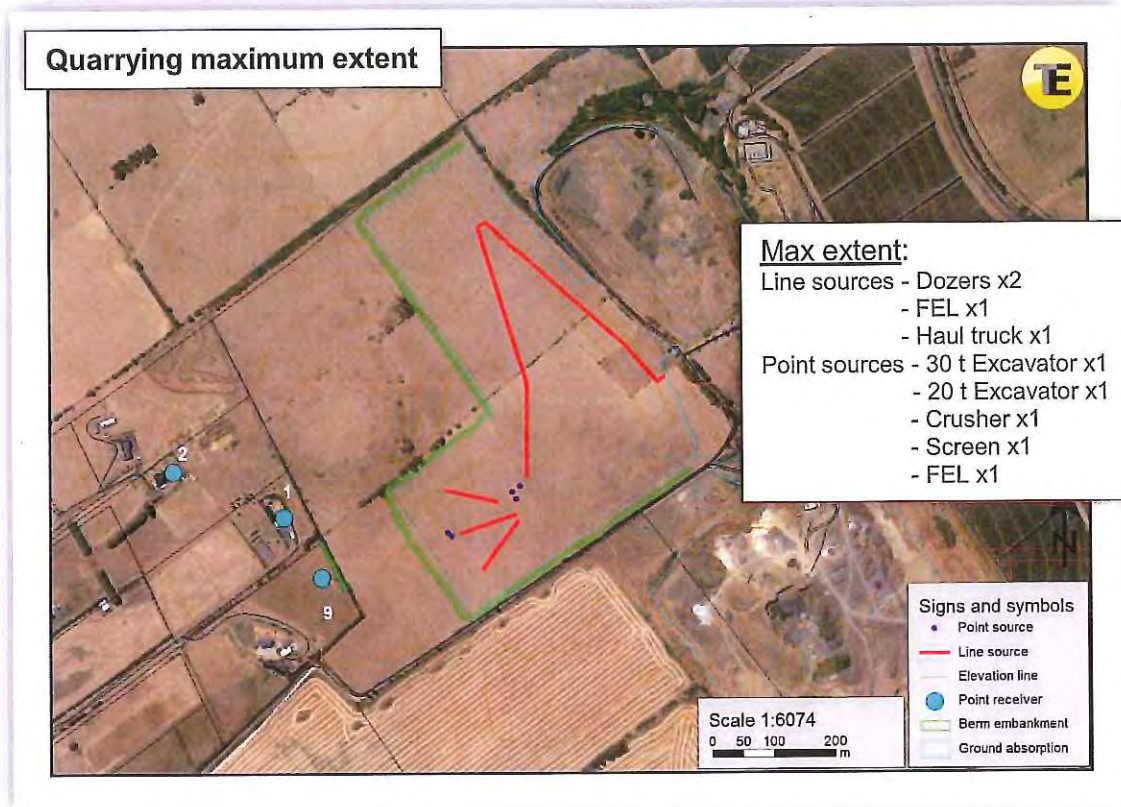 Quarrying maximum extent
TE
Max extent:
Line sources - Dozers x2
- FEL x1
- Haul truck x1
Point sources - 30 t Excavator x1
- 20 t Excavator x1
- Crusher x1
- Screen x1
- FEL x1
2
1
9
N
Signs and symbols
Point source
Line source
Elevation line
Point receiver
Berm embankment
Ground absorption
Scale 1:6074
0 50 100 200
m